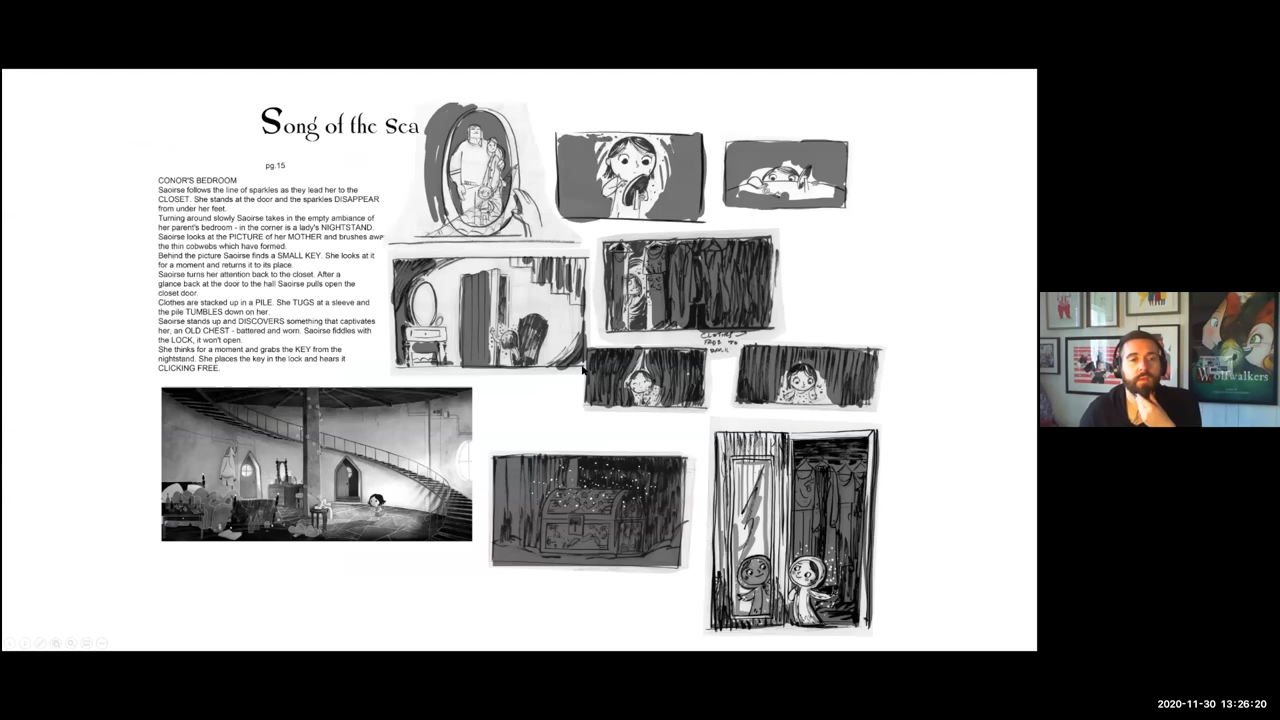 Song of the Sea
pg.15
CONOR'S BEDROOM
Saoirse follows the line of sparkles as they lead her to the
CLOSET. She stands at the door and the sparkles DISAPPEAR
from under her feet.
Turning around slowly Saoirse takes in the empty ambiance of
her parent's bedroom - in the corner is a lady's NIGHTSTAND.
Saoirse looks at the PICTURE of her MOTHER and brushes away
the thin cobwebs which have formed.
Behind the picture Saoirse finds a SMALL KEY. She looks at it
for a moment and returns it to its place.
Saoirse turns her attention back to the closet. After a
glance back at the door to the hall Saoirse pulls open the
closet door.
Clothes are stacked up in a PILE. She TUGS at a sleeve and
the pile TUMBLES down on her.
Saoirse stands up and DISCOVERS something that captivates
her, an OLD CHEST - battered and worn. Saoirse fiddles with
the LOCK, it won't open.
She thinks for a moment and grabs the KEY from the
nightstand. She places the key in the lock and hears it
CLICKING FREE.
CLOTHES
Wolfwalkers
2020-11-30 13:26:20